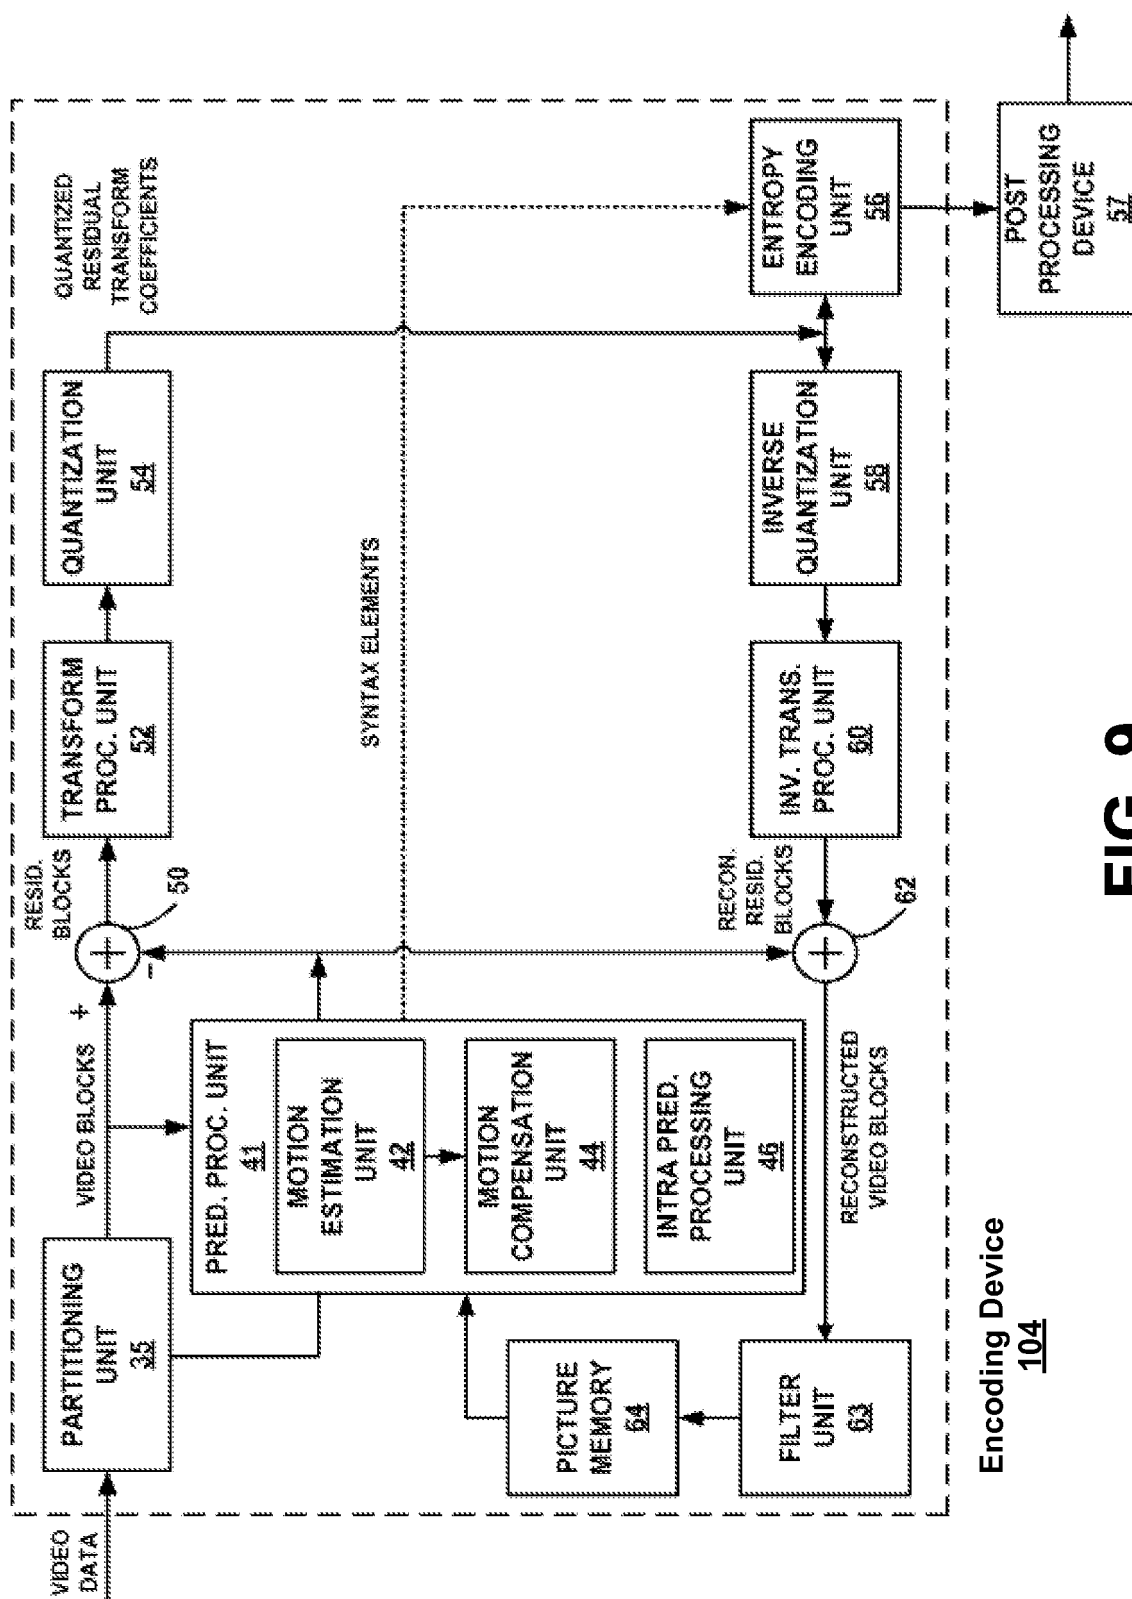 VIDEO
DATA
PARTITIONING
UNIT
35
VIDEO BLOCKS
+
-
50
RESID.
BLOCKS
TRANSFORM
PROC. UNIT
52
QUANTIZATION
UNIT
54
QUANTIZED
RESIDUAL
TRANSFORM
COEFFICIENTS
PRED. PROC. UNIT
41
MOTION
ESTIMATION
UNIT
42
MOTION
COMPENSATION
UNIT
44
INTRA PRED.
PROCESSING
UNIT
46
SYNTAX ELEMENTS
PICTURE
MEMORY
64
FILTER
UNIT
63
RECONSTRUCTED
VIDEO BLOCKS
62
RECON.
RESID.
BLOCKS
INV. TRANS.
PROC. UNIT
60
INVERSE
QUANTIZATION
UNIT
58
ENTROPY
ENCODING
UNIT
56
POST
PROCESSING
DEVICE
57
Encoding Device
104
FIG. 9